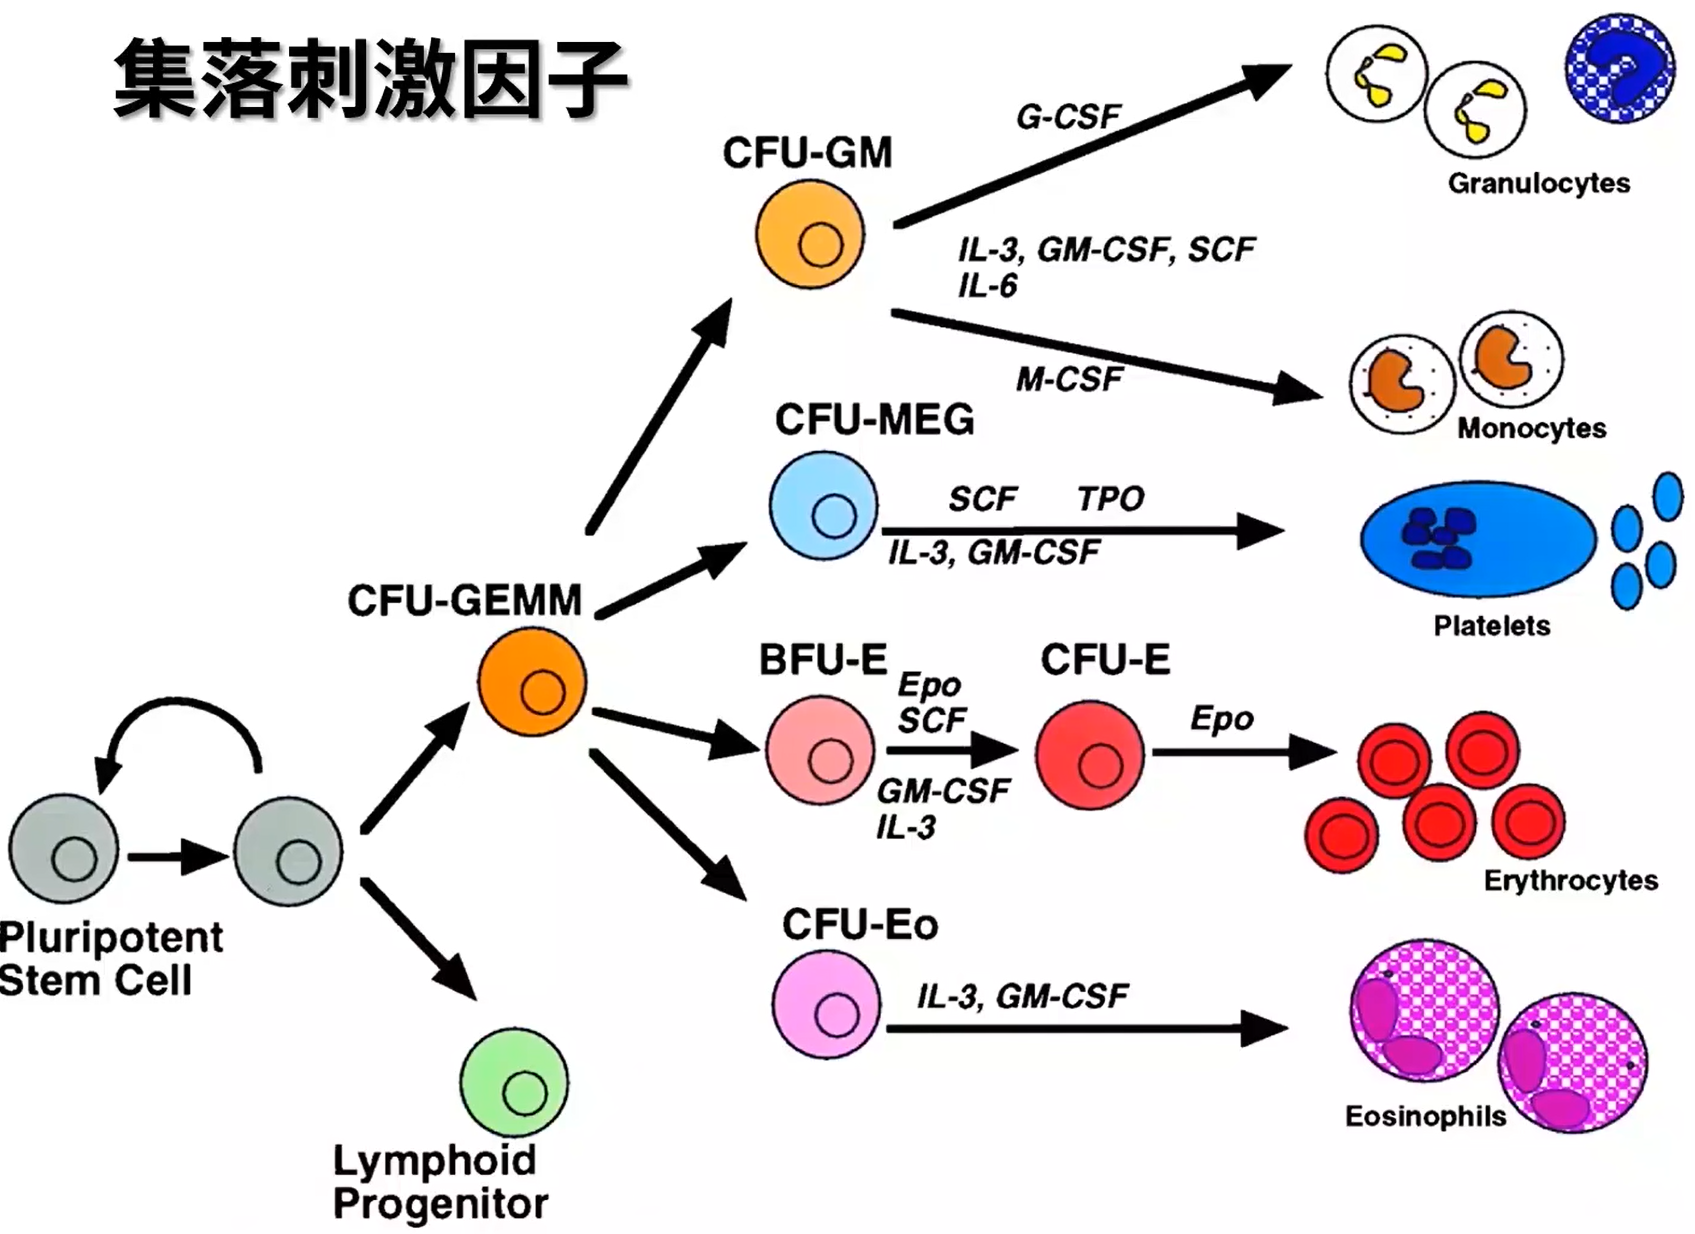 集落刺激因子
CFU-GM
G-CSF
Granulocytes
IL-3, GM-CSF, SCF
IL-6
M-CSF
Monocytes
CFU-MEG
SCF TPO
IL-3, GM-CSF
Platelets
CFU-GEMM
BFU-E
Epo
SCF
GM-CSF
IL-3
CFU-E
Epo
Erythrocytes
Pluripotent
Stem Cell
CFU-Eo
IL-3, GM-CSF
Eosinophils
Lymphoid
Progenitor